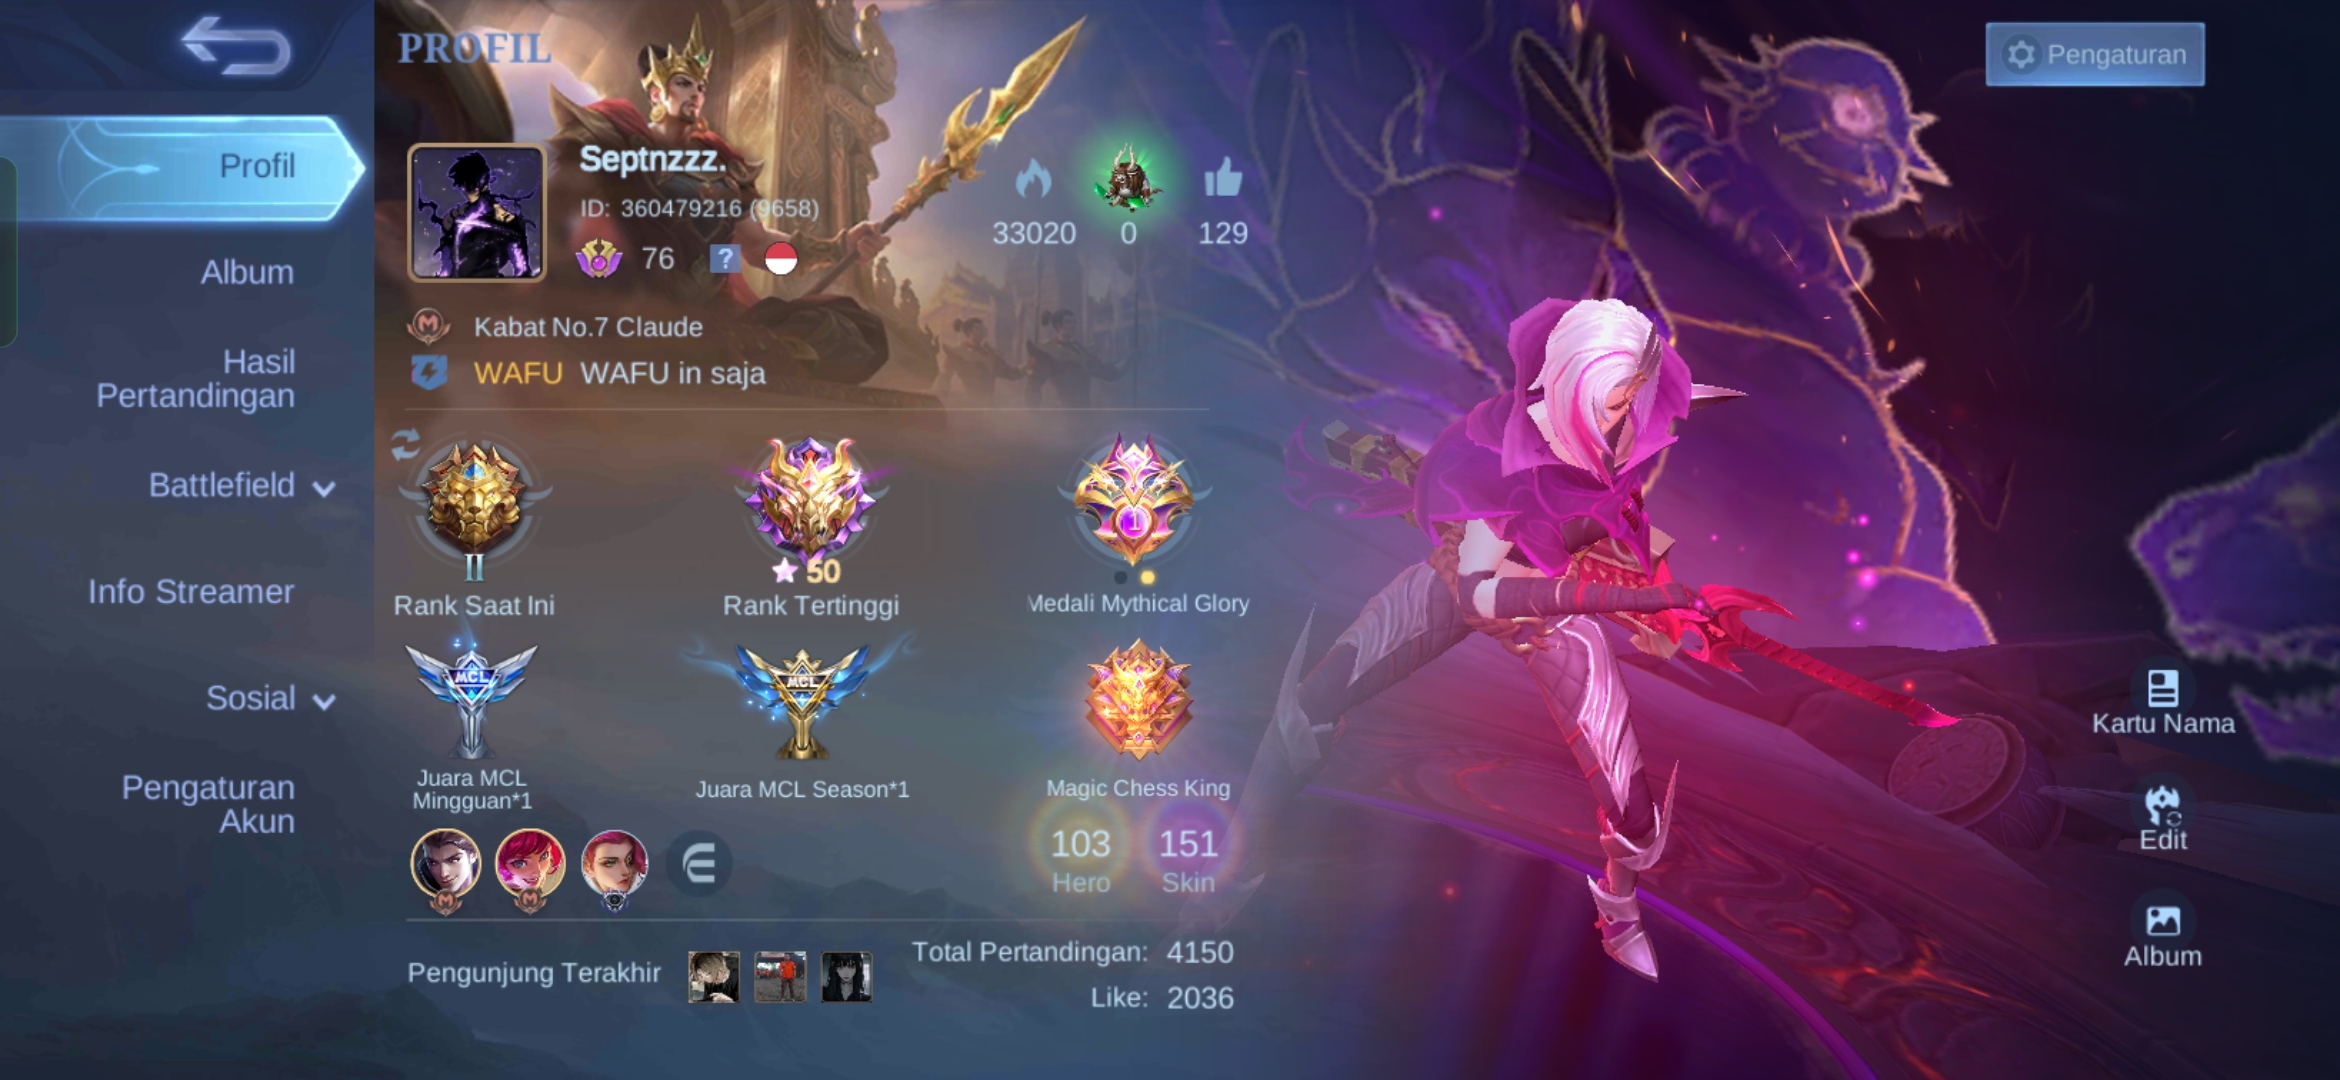 PROFIL
Pengaturan
Profil
Album
Hasil
Pertandingan
Battlefield
Info Streamer
Sosial
Pengaturan
Akun
Septnzzz.
ID: 360479216 (9658)
76
?
33020
0
129
M
Kabat No.7 Claude
WAFU WAFU in saja
II
Rank Saat Ini
50
Rank Tertinggi
1
Medali Mythical Glory
MCL
Juara MCL
Mingguan*1
MCL
Juara MCL Season*1
Magic Chess King
M
M
103
Hero
151
Skin
Pengunjung Terakhir
Total Pertandingan: 4150
Like: 2036
Kartu Nama
Edit
Album